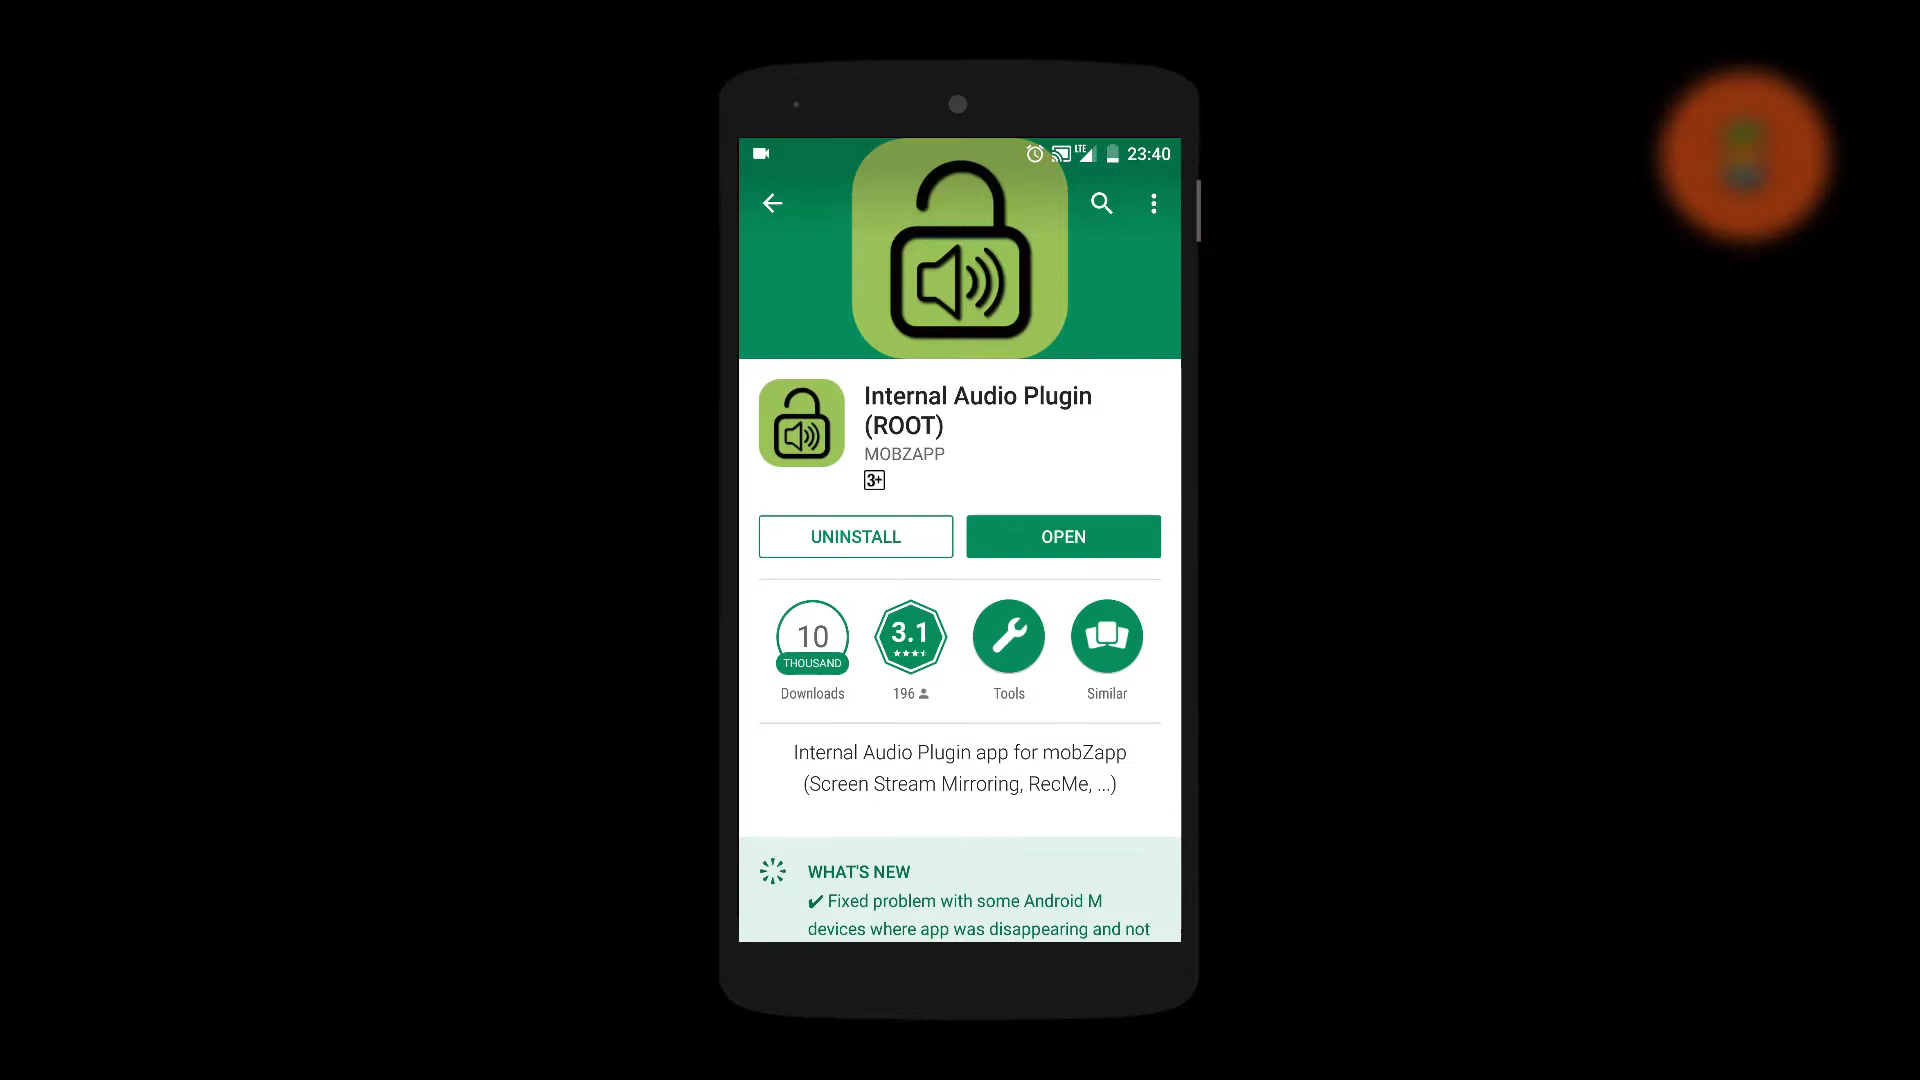 LTE 23:40
Internal Audio Plugin
(ROOT)
MOBZAPP
3+
UNINSTALL
OPEN
10
THOUSAND
Downloads
3.1
196
Tools
Similar
Internal Audio Plugin app for mobZapp
(Screen Stream Mirroring, RecMe, ...)
WHAT'S NEW
✔ Fixed problem with some Android M
devices where app was disappearing and not